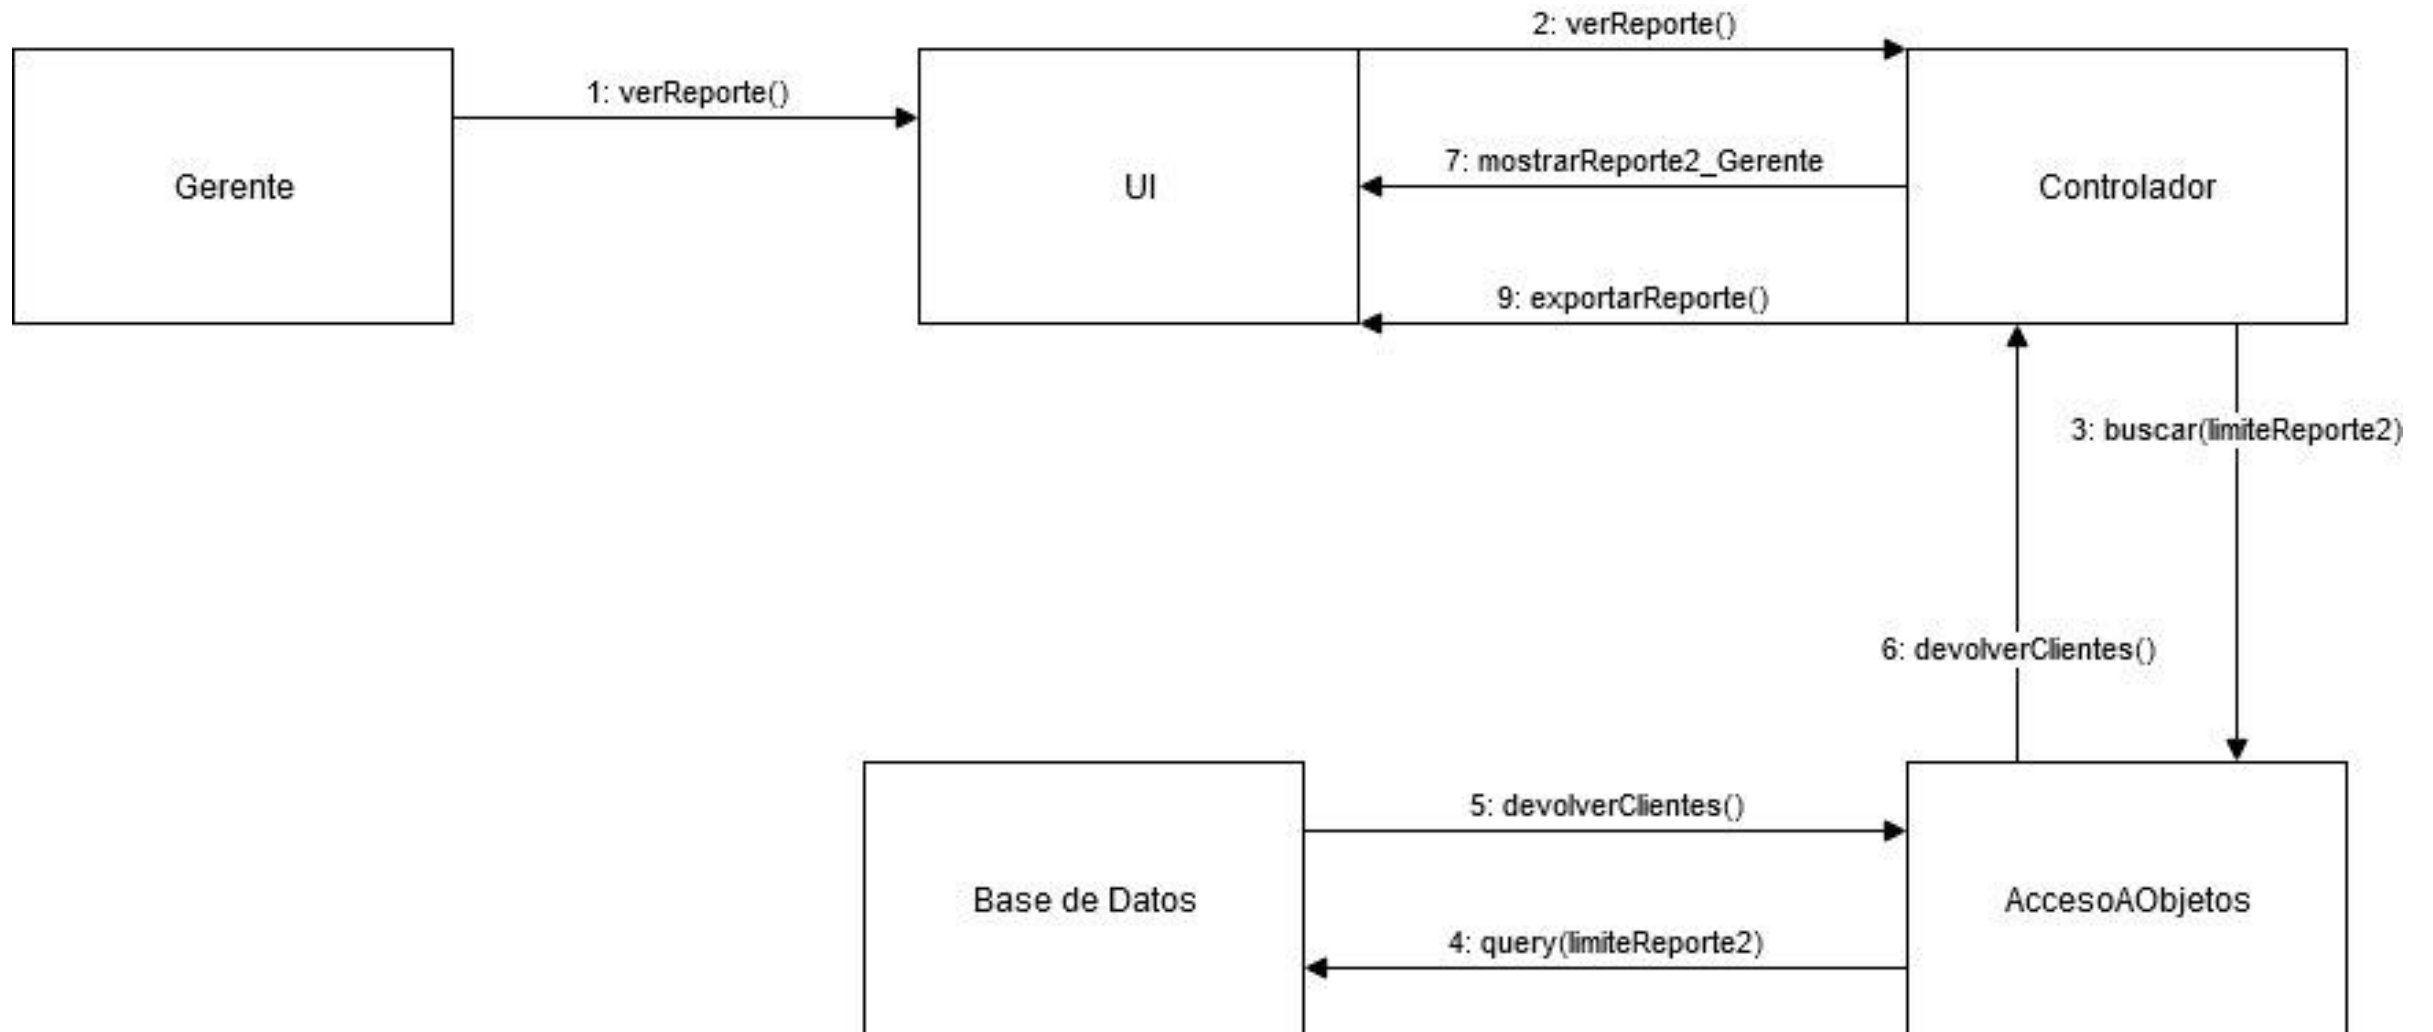 2: verReporte()
1: verReporte()
7: mostrarReporte2_Gerente
Gerente
UI
Controlador
9: exportarReporte()
3: buscar(limiteReporte2)
6: devolverClientes()
5: devolverClientes()
Base de Datos
AccesoAObjetos
4: query(limiteReporte2)